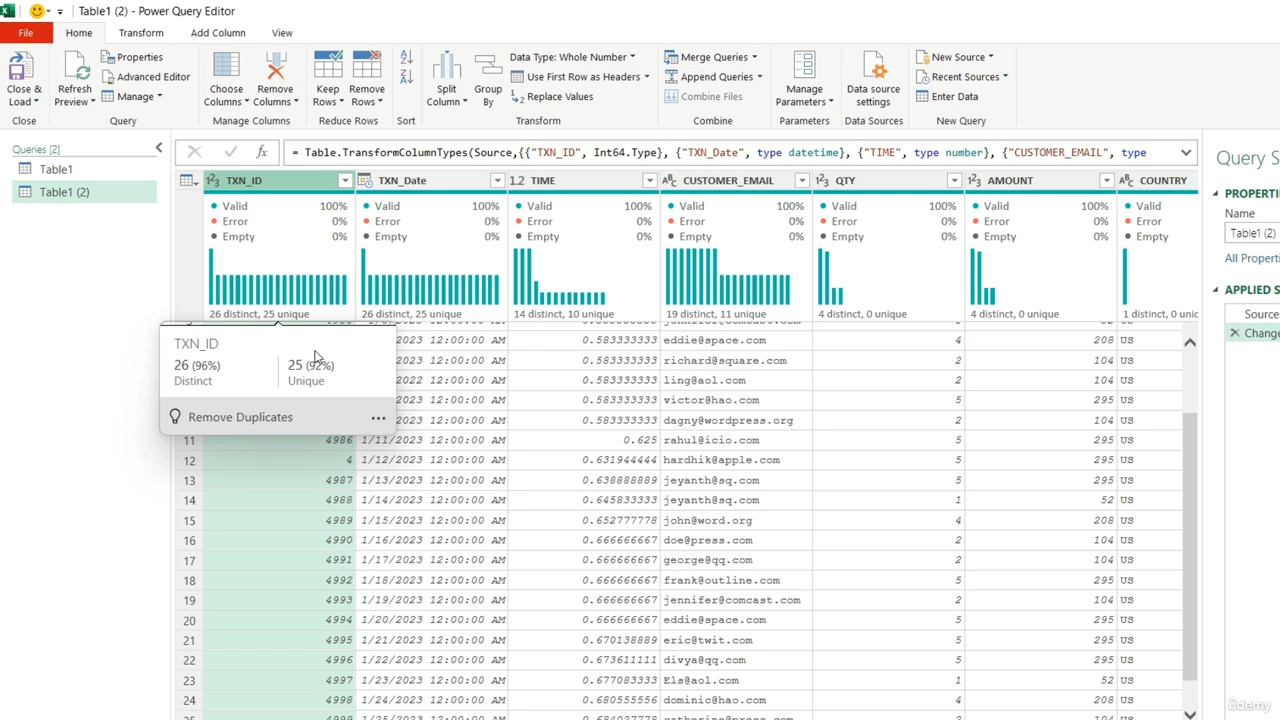 Table1 (2) - Power Query Editor
File Home Transform Add Column View
Close & Load Refresh Preview Properties Advanced Editor Manage Choose Columns Remove Columns Keep Rows Remove Rows Split Column Group By Data Type: Whole Number Use First Row as Headers Replace Values Merge Queries Append Queries Combine Files Manage Parameters Data source settings New Source Recent Sources Enter Data
Close Query Manage Columns Reduce Rows Sort Transform Combine Parameters Data Sources New Query
Queries [2]
Table1
Table1 (2)
= Table.TransformColumnTypes(Source,{{"TXN_ID", Int64.Type}, {"TXN_Date", type datetime}, {"TIME", type number}, {"CUSTOMER_EMAIL", type
TXN_ID TXN_Date 1.2 TIME CUSTOMER_EMAIL QTY AMOUNT COUNTRY
Valid 100% Valid 100% Valid 100% Valid 100% Valid 100% Valid 100% Valid
Error 0% Error 0% Error 0% Error 0% Error 0% Error 0% Error
Empty 0% Empty 0% Empty 0% Empty 0% Empty 0% Empty 0% Empty
26 distinct, 25 unique 26 distinct, 25 unique 14 distinct, 10 unique 19 distinct, 11 unique 4 distinct, 0 unique 4 distinct, 0 unique 1 distinct, 0 unic
TXN_ID
26 (96%) 25 (92%)
Distinct Unique
Remove Duplicates
2023 12:00:00 AM 0.583333333 eddie@space.com 4 208 US
2023 12:00:00 AM 0.583333333 richard@square.com 2 104 US
2022 12:00:00 AM 0.583333333 ling@aol.com 2 104 US
2023 12:00:00 AM 0.583333333 victor@hao.com 5 295 US
2023 12:00:00 AM 0.583333333 dagny@wordpress.org 2 104 US
11 4986 1/11/2023 12:00:00 AM 0.625 rahul@icio.com 5 295 US
12 4 1/12/2023 12:00:00 AM 0.631944444 hardhik@apple.com 5 295 US
13 4987 1/13/2023 12:00:00 AM 0.638888889 jeyanth@sq.com 5 295 US
14 4988 1/14/2023 12:00:00 AM 0.645833333 jeyanth@sq.com 1 52 US
15 4989 1/15/2023 12:00:00 AM 0.652777778 john@word.org 4 208 US
16 4990 1/16/2023 12:00:00 AM 0.666666667 doe@press.com 2 104 US
17 4991 1/17/2023 12:00:00 AM 0.666666667 george@qq.com 2 104 US
18 4992 1/18/2023 12:00:00 AM 0.666666667 frank@outline.com 5 295 US
19 4993 1/19/2023 12:00:00 AM 0.666666667 jennifer@comcast.com 2 104 US
20 4994 1/20/2023 12:00:00 AM 0.666666667 eddie@space.com 5 295 US
21 4995 1/21/2023 12:00:00 AM 0.670138889 eric@twit.com 5 295 US
22 4996 1/22/2023 12:00:00 AM 0.673611111 divya@qq.com 5 295 US
23 4997 1/23/2023 12:00:00 AM 0.677083333 Els@aol.com 1 52 US
24 4998 1/24/2023 12:00:00 AM 0.680555556 dominic@hao.com 4 208 US
Query S
PROPERTI
Name
Table1 (2)
All Properti
APPLIED S
Source
Change
ûdemy